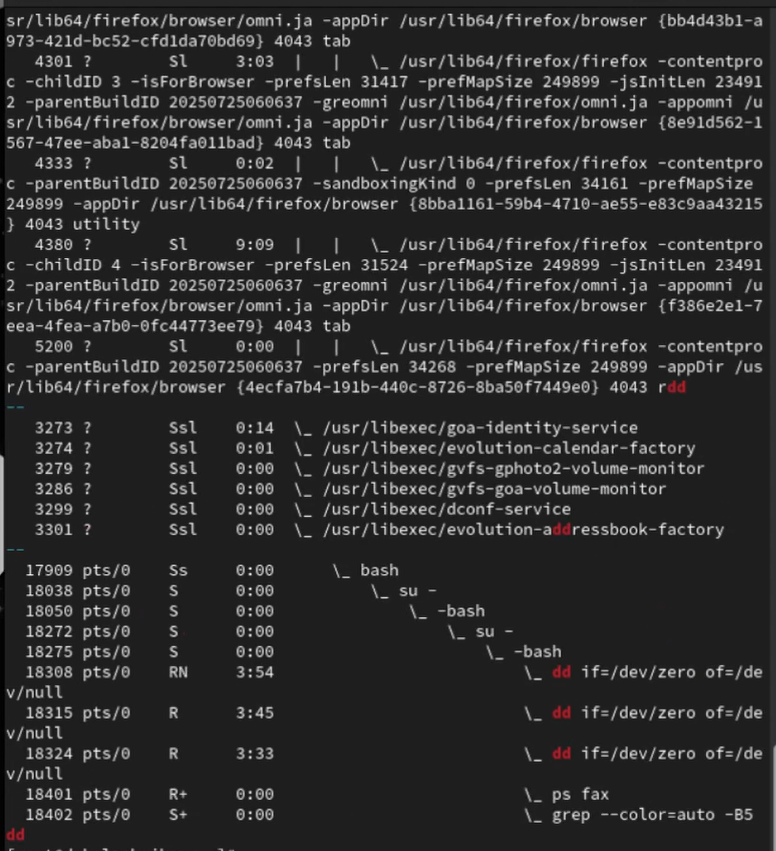 sr/lib64/firefox/browser/omni.ja -appDir /usr/lib64/firefox/browser {bb4d43b1-a
973-421d-bc52-cfd1da70bd69} 4043 tab
   4301 ?        Sl     3:03  |   |   \_ /usr/lib64/firefox/firefox -contentpro
c -childID 3 -isForBrowser -prefsLen 31417 -prefMapSize 249899 -jsInitLen 23491
2 -parentBuildID 20250725060637 -greomni /usr/lib64/firefox/omni.ja -appomni /u
sr/lib64/firefox/browser/omni.ja -appDir /usr/lib64/firefox/browser {8e91d562-1
567-47ee-aba1-8204fa011bad} 4043 tab
   4333 ?        Sl     0:02  |   |   \_ /usr/lib64/firefox/firefox -contentpro
c -parentBuildID 20250725060637 -sandboxingKind 0 -prefsLen 34161 -prefMapSize
249899 -appDir /usr/lib64/firefox/browser {8bba1161-59b4-4710-ae55-e83c9aa43215
} 4043 utility
   4380 ?        Sl     9:09  |   |   \_ /usr/lib64/firefox/firefox -contentpro
c -childID 4 -isForBrowser -prefsLen 31524 -prefMapSize 249899 -jsInitLen 23491
2 -parentBuildID 20250725060637 -greomni /usr/lib64/firefox/omni.ja -appomni /u
sr/lib64/firefox/browser/omni.ja -appDir /usr/lib64/firefox/browser {f386e2e1-7
eea-4fea-a7b0-0fc44773ee79} 4043 tab
   5200 ?        Sl     0:00  |   |   \_ /usr/lib64/firefox/firefox -contentpro
c -parentBuildID 20250725060637 -prefsLen 34268 -prefMapSize 249899 -appDir /us
r/lib64/firefox/browser {4ecfa7b4-191b-440c-8726-8ba50f7449e0} 4043 rdd
--
   3273 ?        Ssl    0:14  \_ /usr/libexec/goa-identity-service
   3274 ?        Ssl    0:01  \_ /usr/libexec/evolution-calendar-factory
   3279 ?        Ssl    0:00  \_ /usr/libexec/gvfs-gphoto2-volume-monitor
   3286 ?        Ssl    0:00  \_ /usr/libexec/gvfs-goa-volume-monitor
   3299 ?        Ssl    0:00  \_ /usr/libexec/dconf-service
   3301 ?        Ssl    0:00  \_ /usr/libexec/evolution-addressbook-factory
--
  17909 pts/0    Ss     0:00      \_ bash
  18038 pts/0    S      0:00          \_ su -
  18050 pts/0    S      0:00              \_ -bash
  18272 pts/0    S      0:00                  \_ su -
  18275 pts/0    S      0:00                      \_ -bash
  18308 pts/0    RN     3:54                          \_ dd if=/dev/zero of=/de
v/null
  18315 pts/0    R      3:45                          \_ dd if=/dev/zero of=/de
v/null
  18324 pts/0    R      3:33                          \_ dd if=/dev/zero of=/de
v/null
  18401 pts/0    R+     0:00                          \_ ps fax
  18402 pts/0    S+     0:00                          \_ grep --color=auto -B5
dd